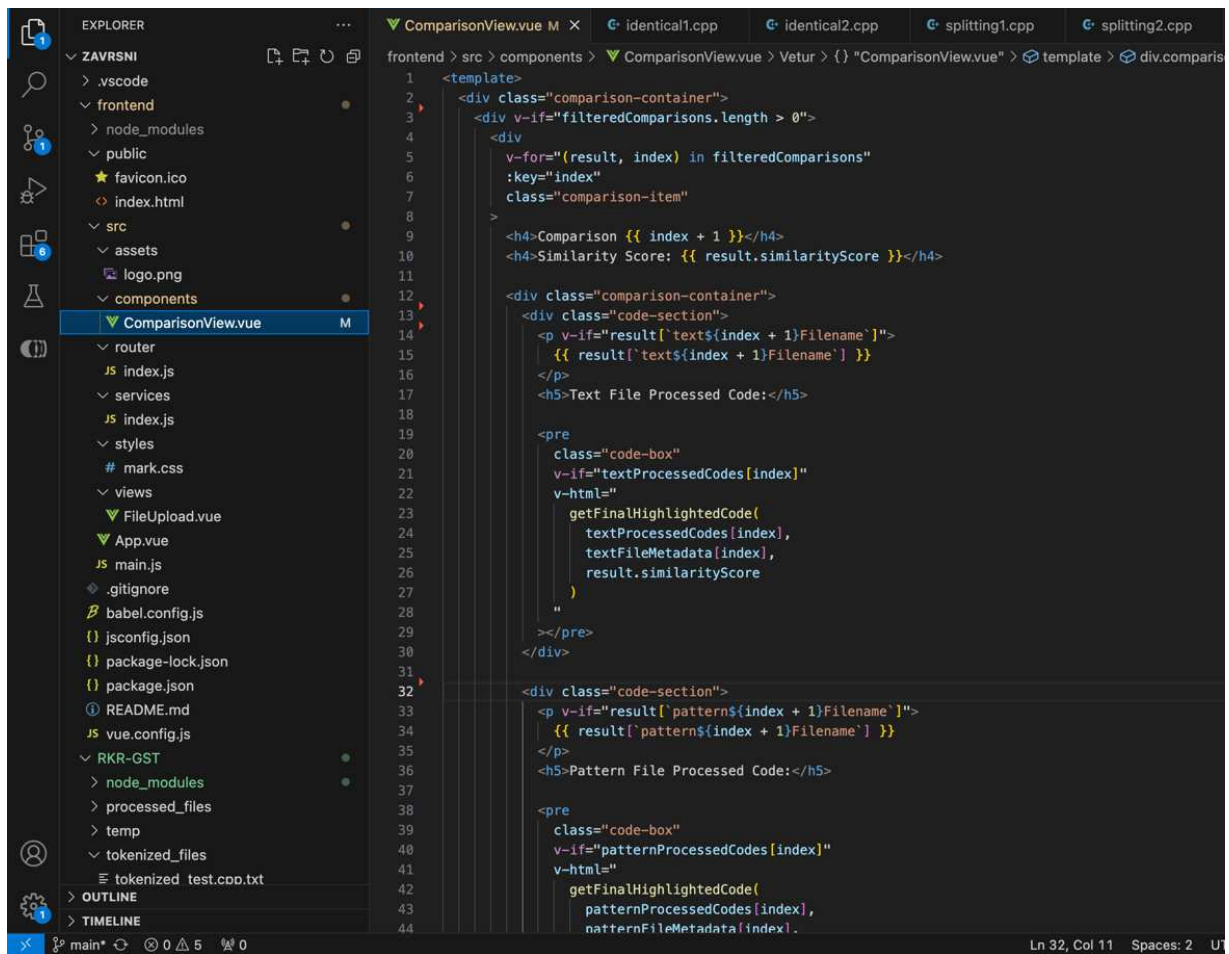 EXPLORER
ZAVRSNI
.vscode
frontend
node_modules
public
favicon.ico
index.html
src
assets
logo.png
components
ComparisonView.vue M
router
JS index.js
services
JS index.js
styles
# mark.css
views
FileUpload.vue
App.vue
JS main.js
.gitignore
babel.config.js
{} jsconfig.json
{} package-lock.json
{} package.json
README.md
JS vue.config.js
RKR-GST
node_modules
processed_files
temp
tokenized_files
tokenized_test.cpp.txt
OUTLINE
TIMELINE
1
6
1
ComparisonView.vue M × identical1.cpp identical2.cpp splitting1.cpp splitting2.cpp
frontend > src > components > ComparisonView.vue > Vetur > {} "ComparisonView.vue" > template > div.comparis
1 <template>
2 <div class="comparison-container">
3 <div v-if="filteredComparisons.length > 0">
4 <div
5 v-for="(result, index) in filteredComparisons"
6 :key="index"
7 class="comparison-item"
8 >
9 <h4>Comparison {{ index + 1 }}</h4>
10 <h4>Similarity Score: {{ result.similarityScore }}</h4>
11
12 <div class="comparison-container">
13 <div class="code-section">
14 <p v-if="result[`text${index + 1}Filename`]">
15 {{ result[`text${index + 1}Filename`] }}
16 </p>
17 <h5>Text File Processed Code:</h5>
18
19 <pre
20 class="code-box"
21 v-if="textProcessedCodes[index]"
22 v-html="
23 getFinalHighlightedCode(
24 textProcessedCodes[index],
25 textFileMetadata[index],
26 result.similarityScore
27 )
28 "
29 ></pre>
30 </div>
31
32 <div class="code-section">
33 <p v-if="result[`pattern${index + 1}Filename`]">
34 {{ result[`pattern${index + 1}Filename`] }}
35 </p>
36 <h5>Pattern File Processed Code:</h5>
37
38 <pre
39 class="code-box"
40 v-if="patternProcessedCodes[index]"
41 v-html="
42 getFinalHighlightedCode(
43 patternProcessedCodes[index],
44 patternFileMetadata[index],
main* 0 5 0 Ln 32, Col 11 Spaces: 2 UT